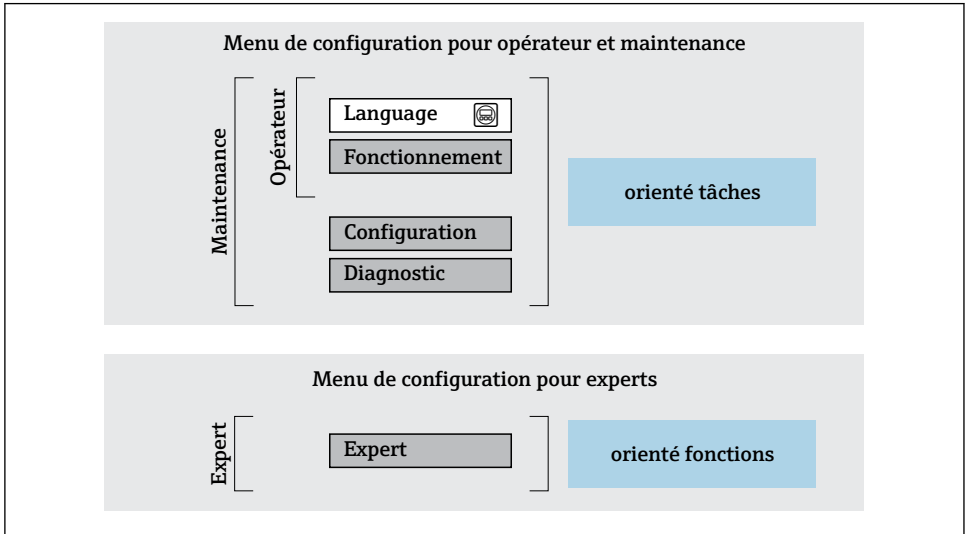 Menu de configuration pour opérateur et maintenance
Maintenance
Opérateur
Language
Fonctionnement
Configuration
Diagnostic
orienté tâches
Menu de configuration pour experts
Expert
Expert
orienté fonctions